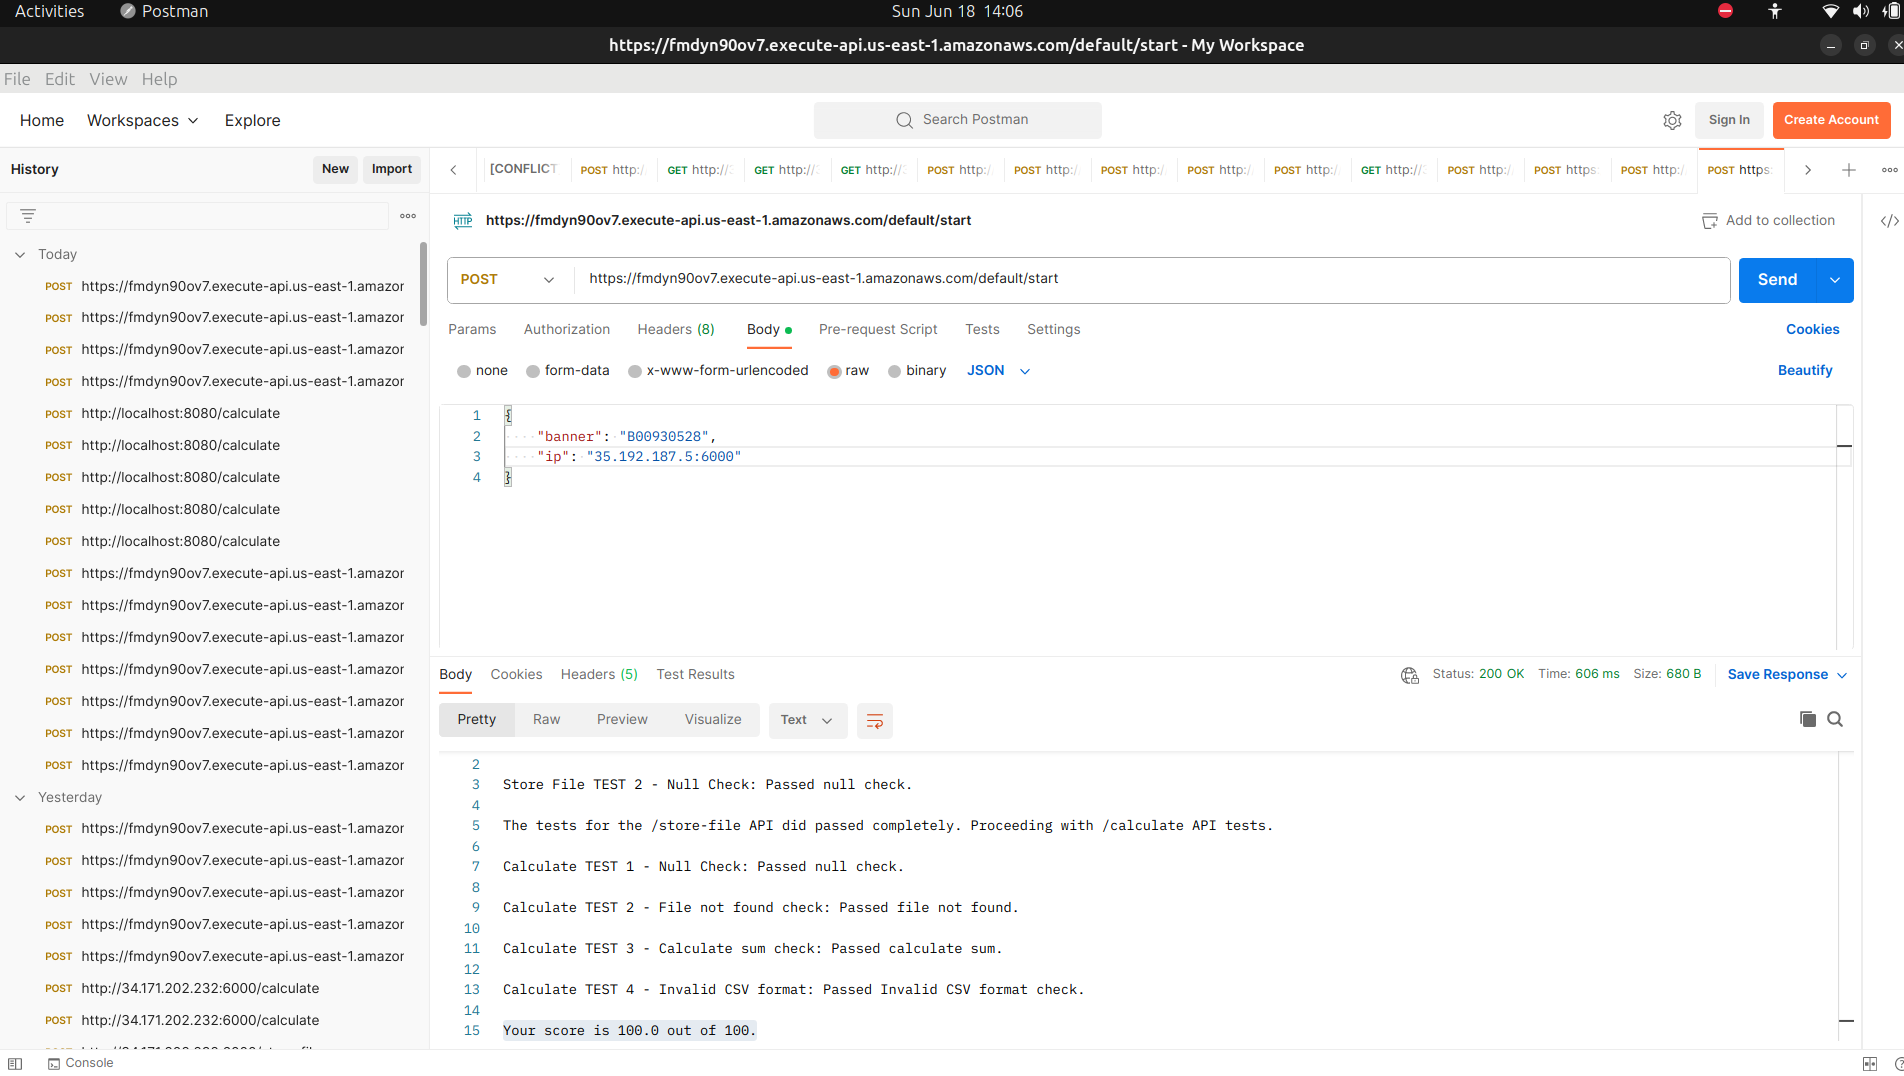 Activities
Postman
Sun Jun 18 14:06
https://fmdyn90ov7.execute-api.us-east-1.amazonaws.com/default/start - My Workspace
File Edit View Help
Home
Workspaces
Explore
Search Postman
Sign In
Create Account
History
New
Import
[CONFLICT
POST http:/
GET http://
GET http://
GET http://
POST http:/
POST http:/
POST http:/
POST http:/
POST http:/
GET http://
POST http:/
POST https
POST http:/
POST https:
Today
POST https://fmdyn90ov7.execute-api.us-east-1.amazor
POST https://fmdyn90ov7.execute-api.us-east-1.amazor
POST https://fmdyn90ov7.execute-api.us-east-1.amazor
POST https://fmdyn90ov7.execute-api.us-east-1.amazor
POST http://localhost:8080/calculate
POST http://localhost:8080/calculate
POST http://localhost:8080/calculate
POST http://localhost:8080/calculate
POST http://localhost:8080/calculate
POST https://fmdyn90ov7.execute-api.us-east-1.amazor
POST https://fmdyn90ov7.execute-api.us-east-1.amazor
POST https://fmdyn90ov7.execute-api.us-east-1.amazor
POST https://fmdyn90ov7.execute-api.us-east-1.amazor
POST https://fmdyn90ov7.execute-api.us-east-1.amazor
POST https://fmdyn90ov7.execute-api.us-east-1.amazor
POST https://fmdyn90ov7.execute-api.us-east-1.amazor
Yesterday
POST https://fmdyn90ov7.execute-api.us-east-1.amazor
POST https://fmdyn90ov7.execute-api.us-east-1.amazor
POST https://fmdyn90ov7.execute-api.us-east-1.amazor
POST https://fmdyn90ov7.execute-api.us-east-1.amazor
POST https://fmdyn90ov7.execute-api.us-east-1.amazor
POST http://34.171.202.232:6000/calculate
POST http://34.171.202.232:6000/calculate
HTTP https://fmdyn90ov7.execute-api.us-east-1.amazonaws.com/default/start
Add to collection
POST
https://fmdyn90ov7.execute-api.us-east-1.amazonaws.com/default/start
Send
Params
Authorization
Headers (8)
Body
Pre-request Script
Tests
Settings
Cookies
none
form-data
x-www-form-urlencoded
raw
binary
JSON
Beautify
1 {
2 "banner": "B00930528",
3 "ip": "35.192.187.5:6000"
4 }
Body
Cookies
Headers (5)
Test Results
Status: 200 OK
Time: 606 ms
Size: 680 B
Save Response
Pretty
Raw
Preview
Visualize
Text
2
3 Store File TEST 2 - Null Check: Passed null check.
4
5 The tests for the /store-file API did passed completely. Proceeding with /calculate API tests.
6
7 Calculate TEST 1 - Null Check: Passed null check.
8
9 Calculate TEST 2 - File not found check: Passed file not found.
10
11 Calculate TEST 3 - Calculate sum check: Passed calculate sum.
12
13 Calculate TEST 4 - Invalid CSV format: Passed Invalid CSV format check.
14
15 Your score is 100.0 out of 100.
Console